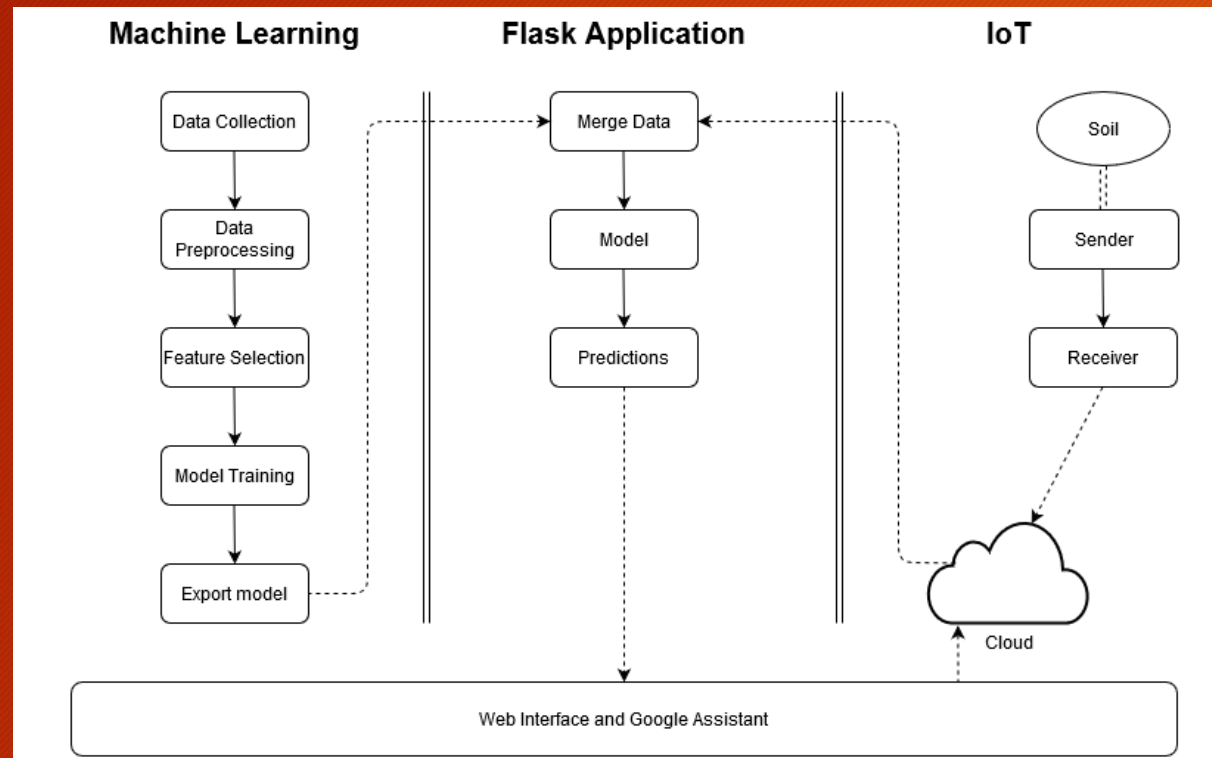 Machine Learning
Flask Application
IoT
Data Collection
Merge Data
Soil
Data
Preprocessing
Model
Sender
Feature Selection
Predictions
Receiver
Model Training
Export model
Cloud
Web Interface and Google Assistant